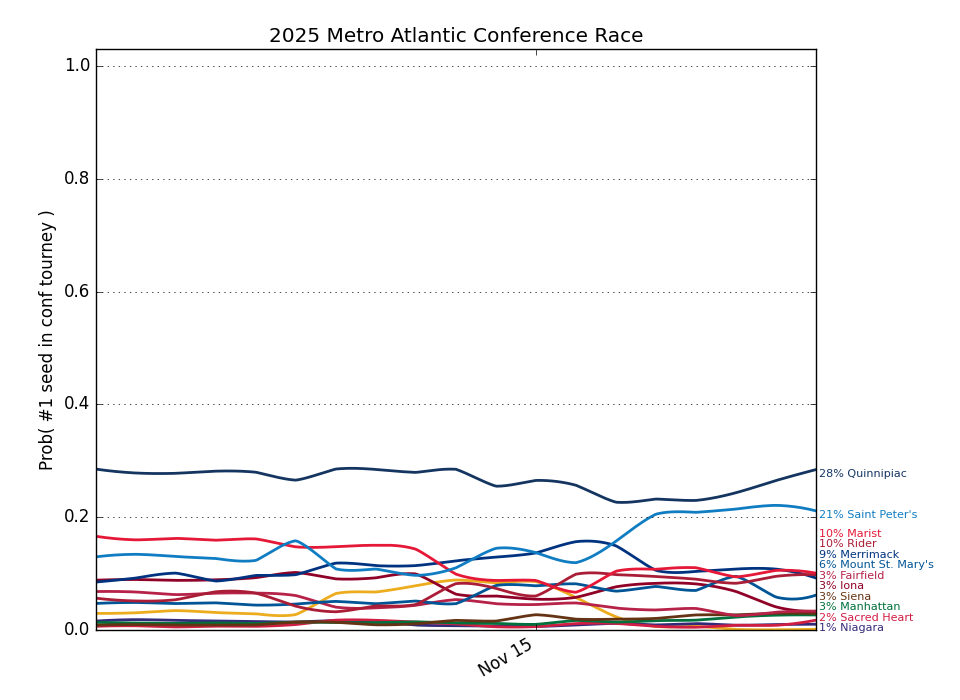 2025 Metro Atlantic Conference Race
Prob( #1 seed in conf tourney )
1.0
0.8
0.6
0.4
0.2
0.0
Nov 15
28% Quinnipiac
21% Saint Peter's
10% Marist
10% Rider
9% Merrimack
6% Mount St. Mary's
3% Fairfield
3% Iona
3% Siena
3% Manhattan
2% Sacred Heart
1% Niagara